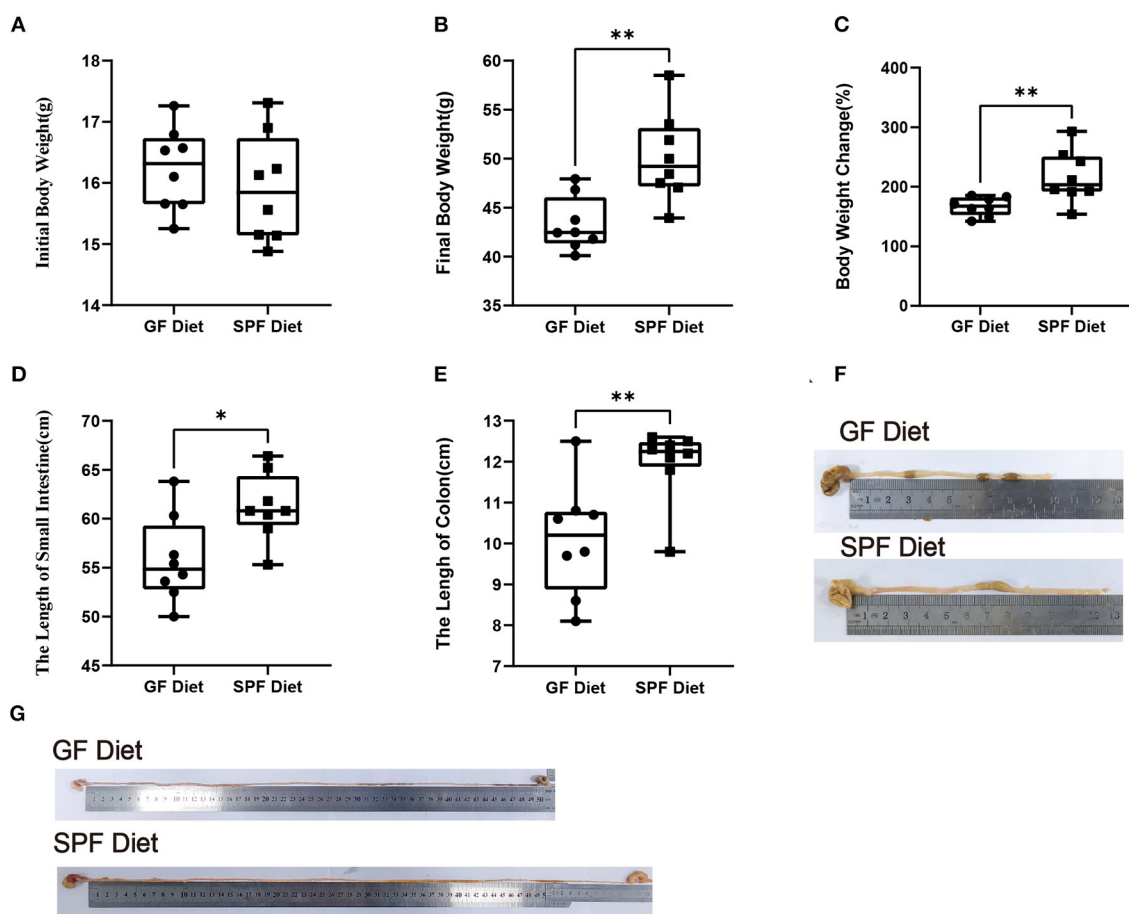 A
Initial Body Weight(g)
18
17
16
15
14
GF Diet SPF Diet
B
**
Final Body Weight(g)
60
55
50
45
40
35
GF Diet SPF Diet
C
**
Body Weight Change(%)
400
300
200
100
0
GF Diet SPF Diet
D
*
The Length of Small Intestine(cm)
70
65
60
55
50
45
GF Diet SPF Diet
E
**
The Lengh of Colon(cm)
13
12
11
10
9
8
7
GF Diet SPF Diet
F
GF Diet
SPF Diet
G
GF Diet
SPF Diet